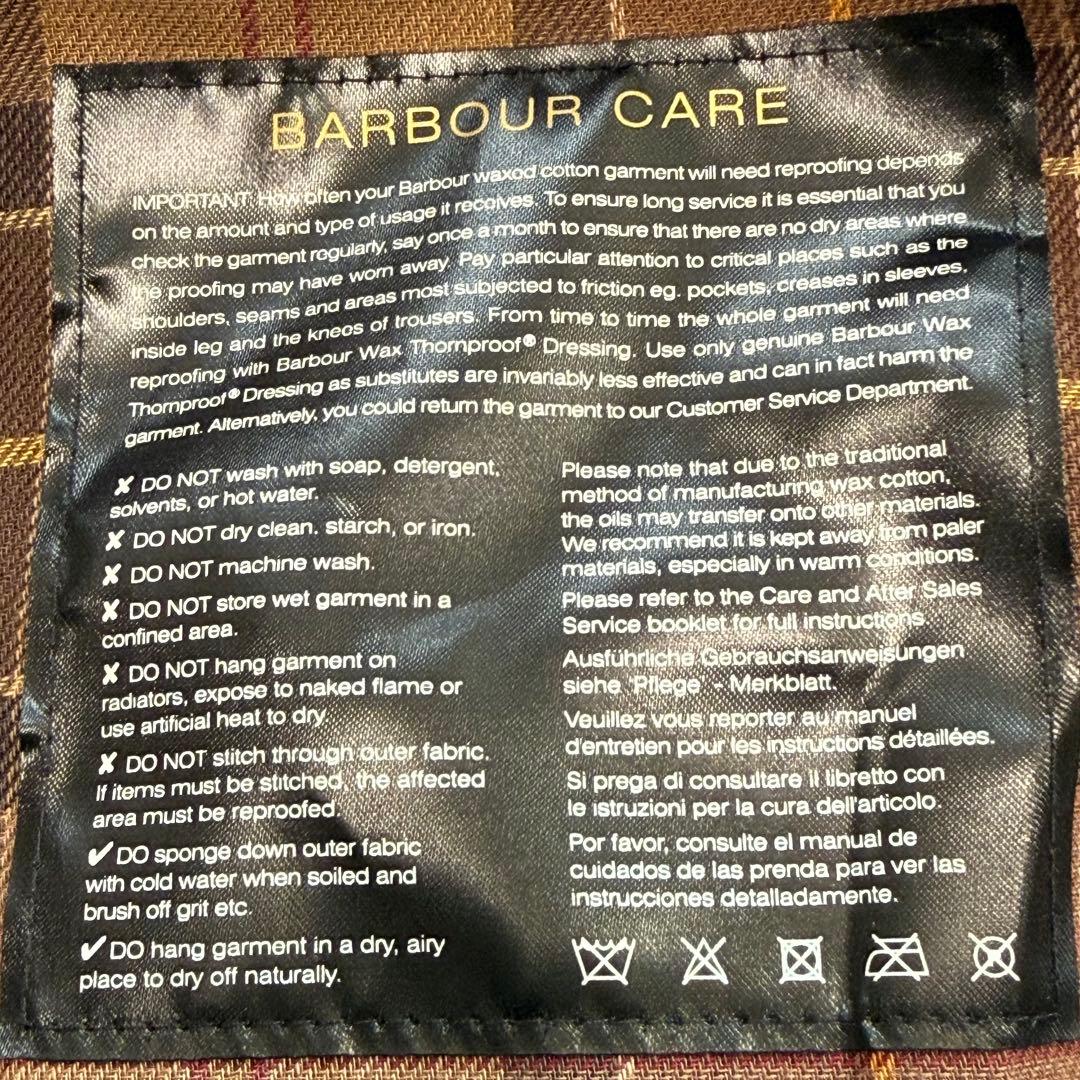 BARBOUR CARE
IMPORTANT: How often your Barbour waxed cotton garment will need reproofing depends
on the amount and type of usage it receives. To ensure long service it is essential that you
check the garment regularly, say once a month to ensure that there are no dry areas where
the proofing may have worn away. Pay particular attention to critical places such as the
shoulders, seams and areas most subjected to friction eg. pockets, creases in sleeves,
inside leg and the knees of trousers. From time to time the whole garment will need
reproofing with Barbour Wax Thornproof® Dressing. Use only genuine Barbour Wax
Thornproof® Dressing as substitutes are invariably less effective and can in fact harm the
garment. Alternatively, you could return the garment to our Customer Service Department.
✘ DO NOT wash with soap, detergent,
solvents, or hot water.
✘ DO NOT dry clean, starch, or iron.
✘ DO NOT machine wash.
✘ DO NOT store wet garment in a
confined area.
✘ DO NOT hang garment on
radiators, expose to naked flame or
use artificial heat to dry.
✘ DO NOT stitch through outer fabric.
If items must be stitched, the affected
area must be reproofed.
✔ DO sponge down outer fabric
with cold water when soiled and
brush off grit etc.
✔ DO hang garment in a dry, airy
place to dry off naturally.
Please note that due to the traditional
method of manufacturing wax cotton,
the oils may transfer onto other materials.
We recommend it is kept away from paler
materials, especially in warm conditions.
Please refer to the Care and After Sales
Service booklet for full instructions
Ausführliche Gebrauchsanweisungen
siehe 'Pflege' - Merkblatt.
Veuillez vous reporter au manuel
d'entretien pour les instructions détaillées.
Si prega di consultare il libretto con
le istruzioni per la cura dell'articolo.
Por favor, consulte el manual de
cuidados de las prenda para ver las
instrucciones detalladamente.